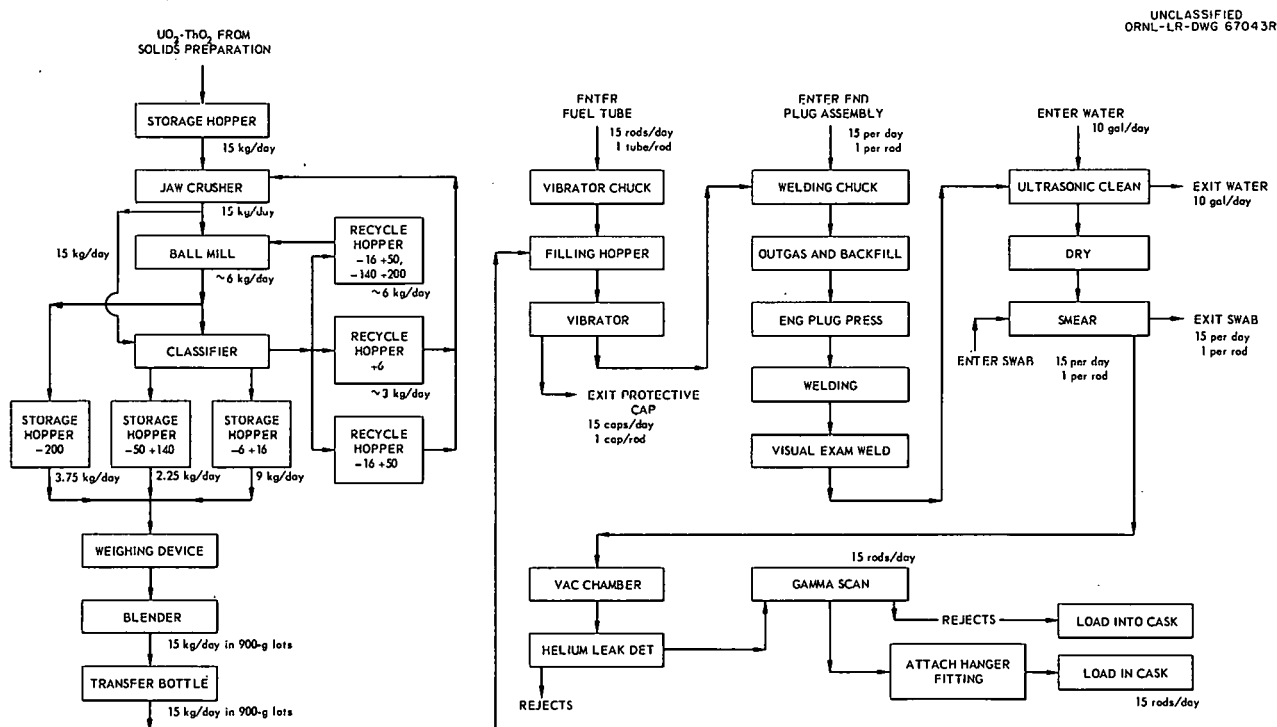 UNCLASSIFIED
ORNL-LR-DWG 67043R
UO2-ThO2 FROM
SOLIDS PREPARATION
STORAGE HOPPER
15 kg/day
JAW CRUSHER
15 kg/day
15 kg/day
BALL MILL
~6 kg/day
RECYCLE
HOPPER
-16 +50,
-140 +200
~6 kg/day
CLASSIFIER
RECYCLE
HOPPER
+6
~3 kg/day
RECYCLE
HOPPER
-16 +50
STORAGE
HOPPER
-200
3.75 kg/day
STORAGE
HOPPER
-50 +140
2.25 kg/day
STORAGE
HOPPER
-6 +16
9 kg/day
WEIGHING DEVICE
BLENDER
15 kg/day in 900-g lots
TRANSFER BOTTLE
15 kg/day in 900-g lots
ENTER
FUEL TUBE
15 rods/day
1 tube/rod
VIBRATOR CHUCK
FILLING HOPPER
VIBRATOR
EXIT PROTECTIVE
CAP
15 caps/day
1 cap/rod
ENTER END
PLUG ASSEMBLY
15 per day
1 per rod
WELDING CHUCK
OUTGAS AND BACKFILL
ENG PLUG PRESS
WELDING
VISUAL EXAM WELD
ENTER WATER
10 gal/day
ULTRASONIC CLEAN
EXIT WATER
10 gal/day
DRY
SMEAR
EXIT SWAB
15 per day
1 per rod
ENTER SWAB
15 per day
1 per rod
VAC CHAMBER
HELIUM LEAK DET
REJECTS
15 rods/day
GAMMA SCAN
REJECTS
LOAD INTO CASK
ATTACH HANGER
FITTING
LOAD IN CASK
15 rods/day